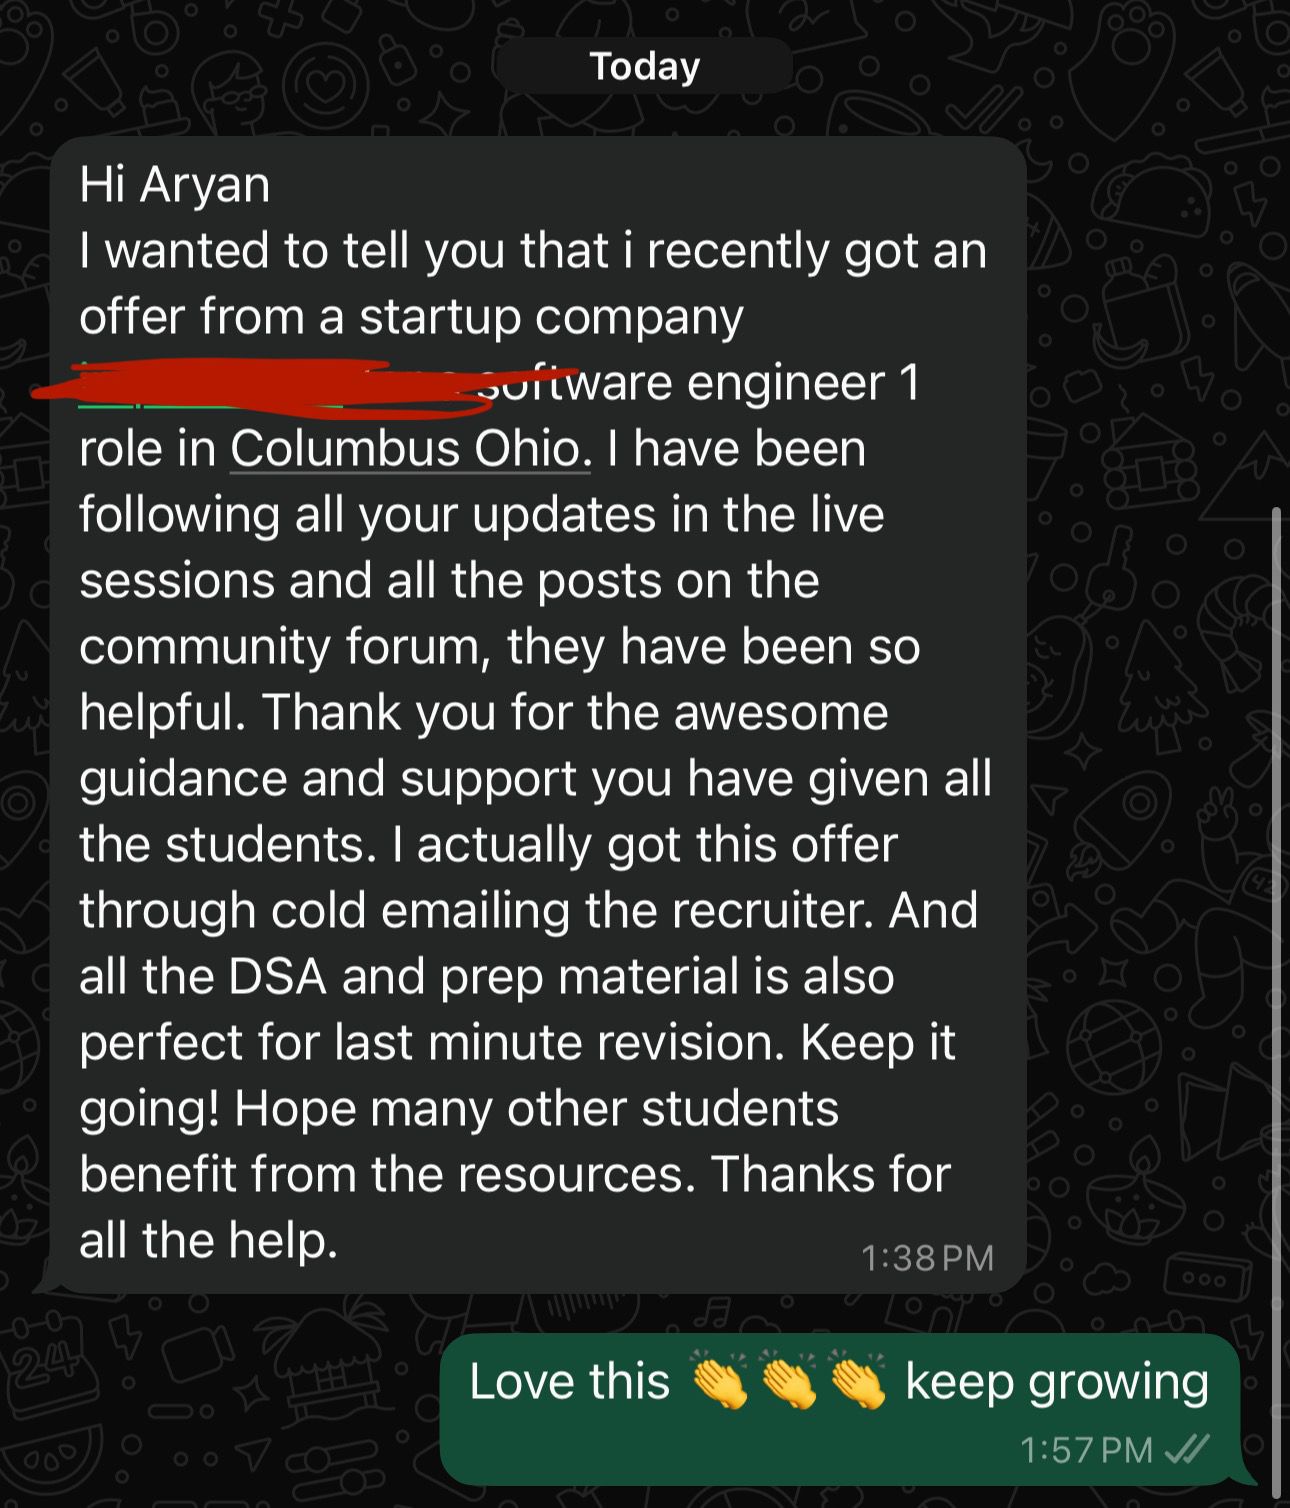 Today
Hi Aryan
I wanted to tell you that i recently got an
offer from a startup company
software engineer 1
role in Columbus Ohio. I have been
following all your updates in the live
sessions and all the posts on the
community forum, they have been so
helpful. Thank you for the awesome
guidance and support you have given all
the students. I actually got this offer
through cold emailing the recruiter. And
all the DSA and prep material is also
perfect for last minute revision. Keep it
going! Hope many other students
benefit from the resources. Thanks for
all the help.
1:38 PM
Love this 👏👏👏 keep growing
1:57 PM